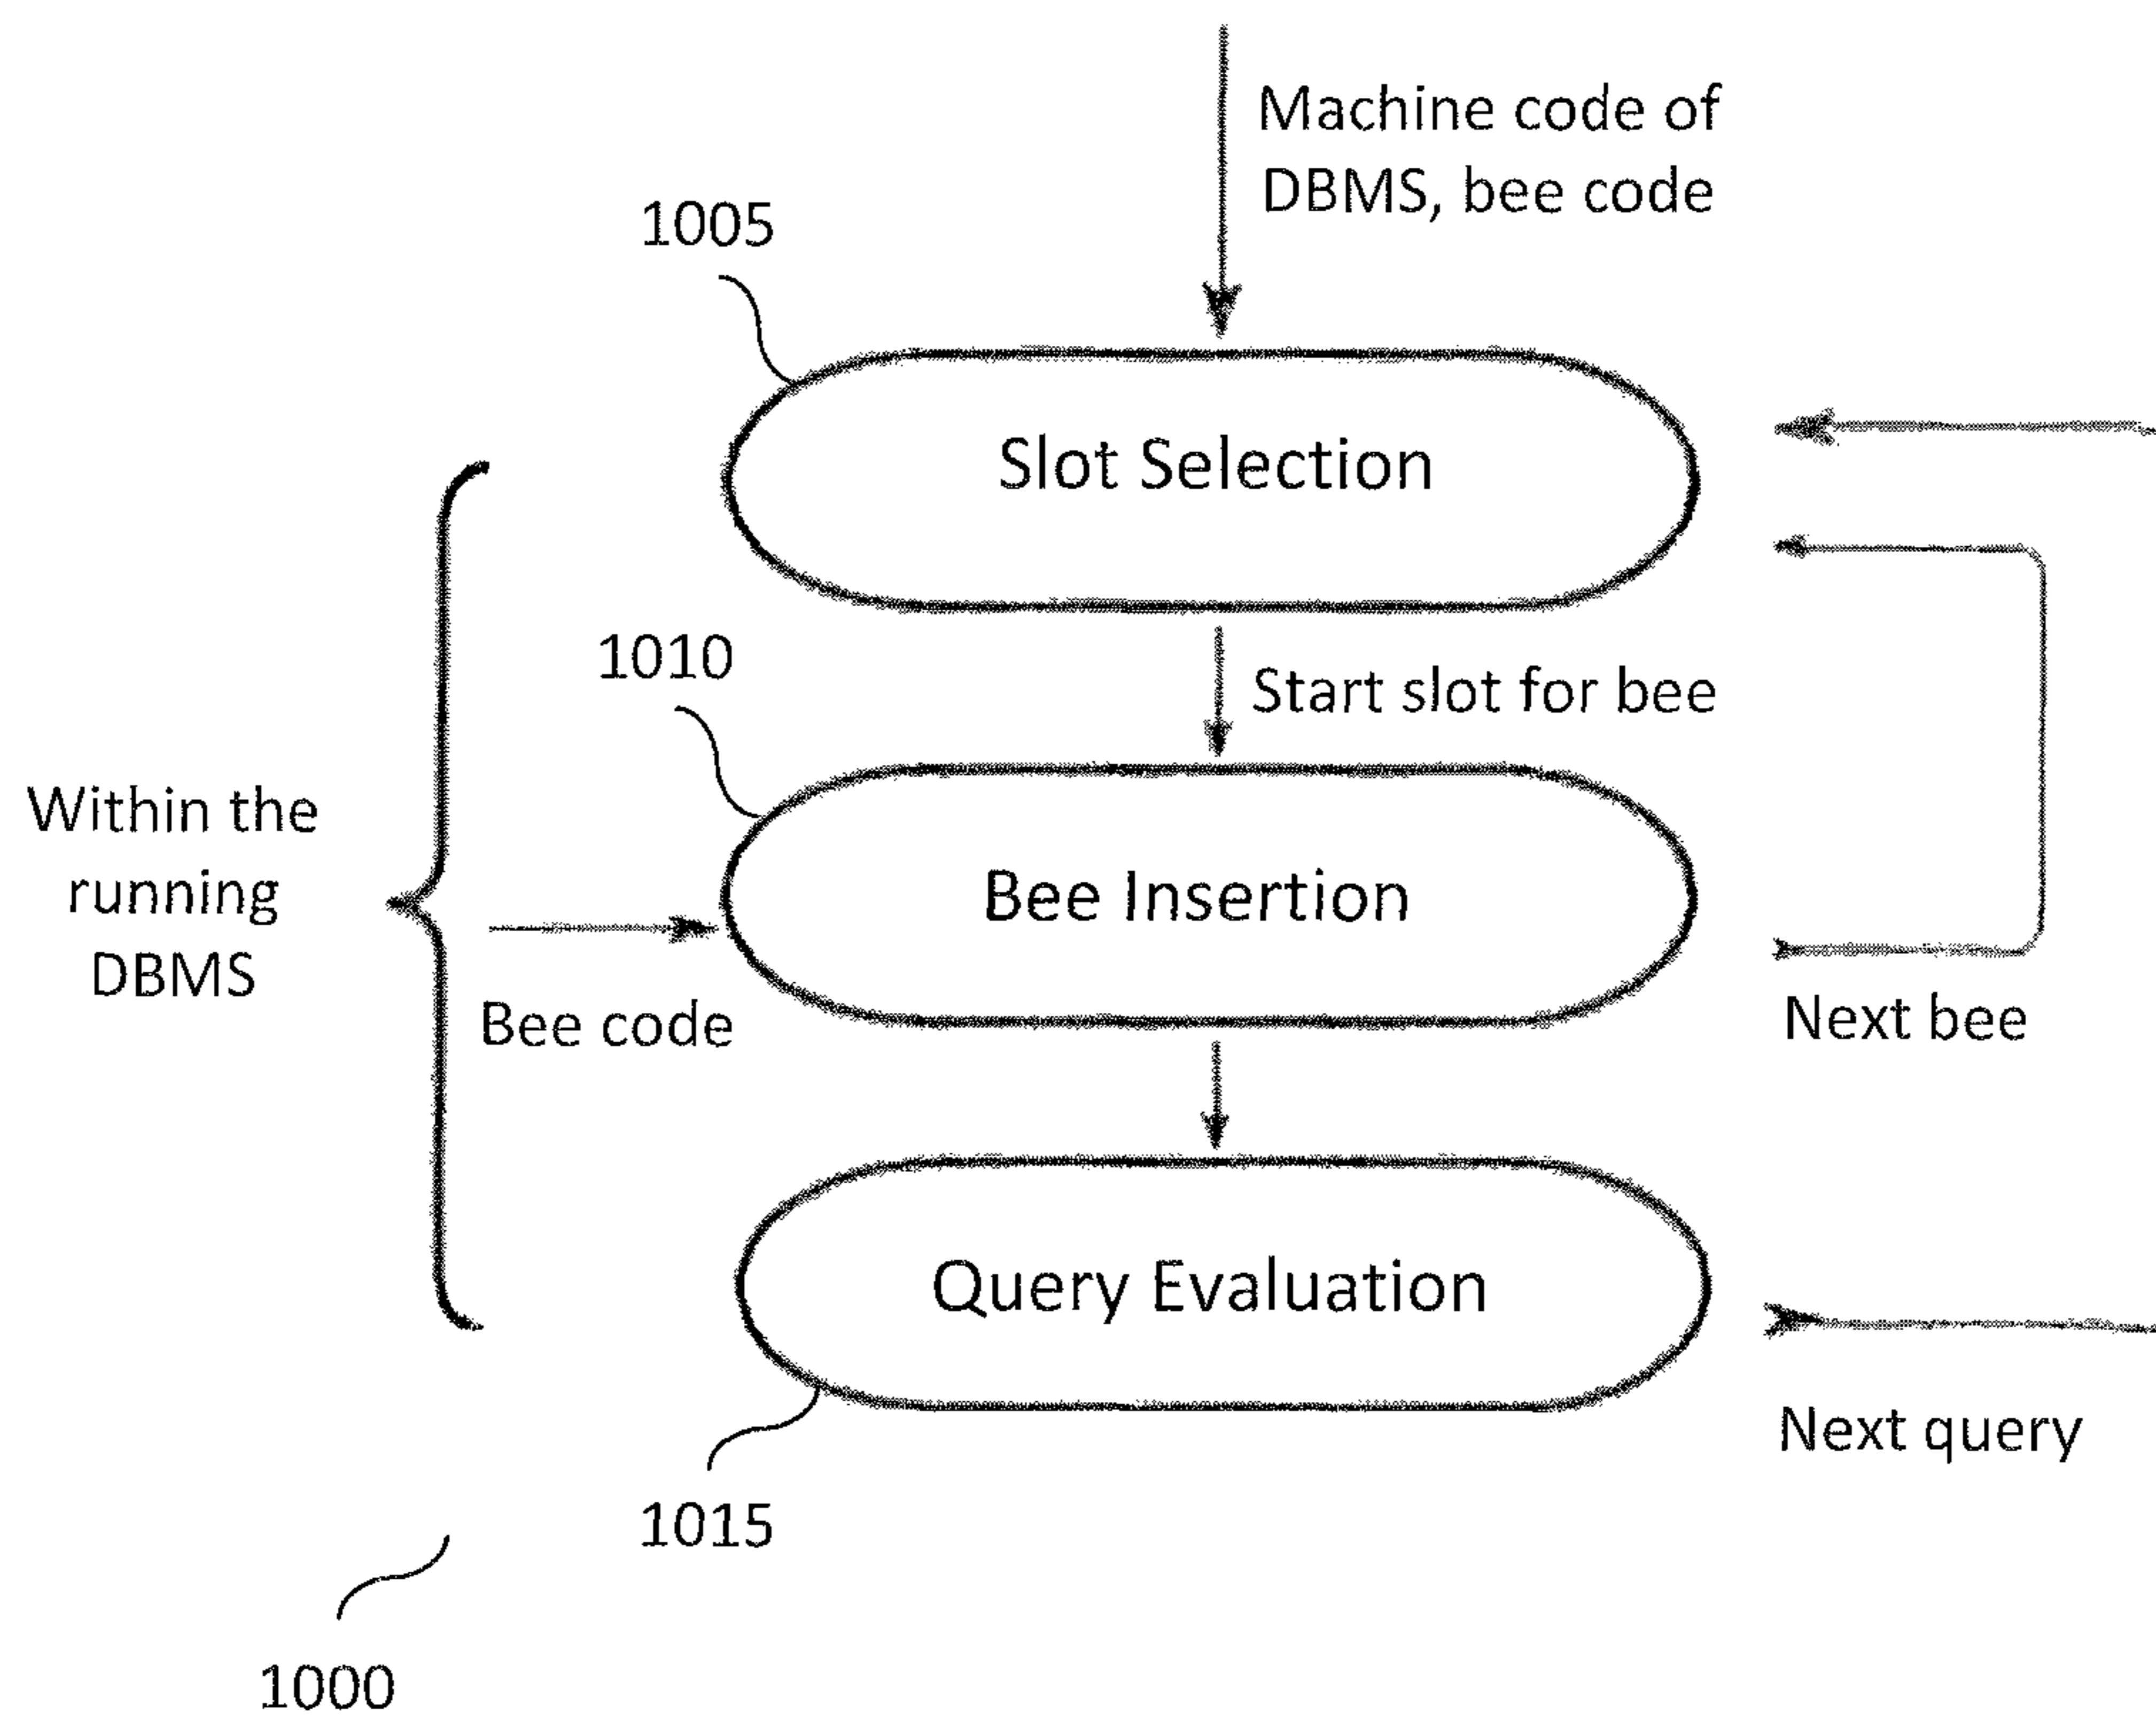 Machine code of
DBMS, bee code
1005
Slot Selection
1010
Start slot for bee
Within the
running
DBMS
Bee Insertion
Bee code
Next bee
Query Evaluation
Next query
1015
1000